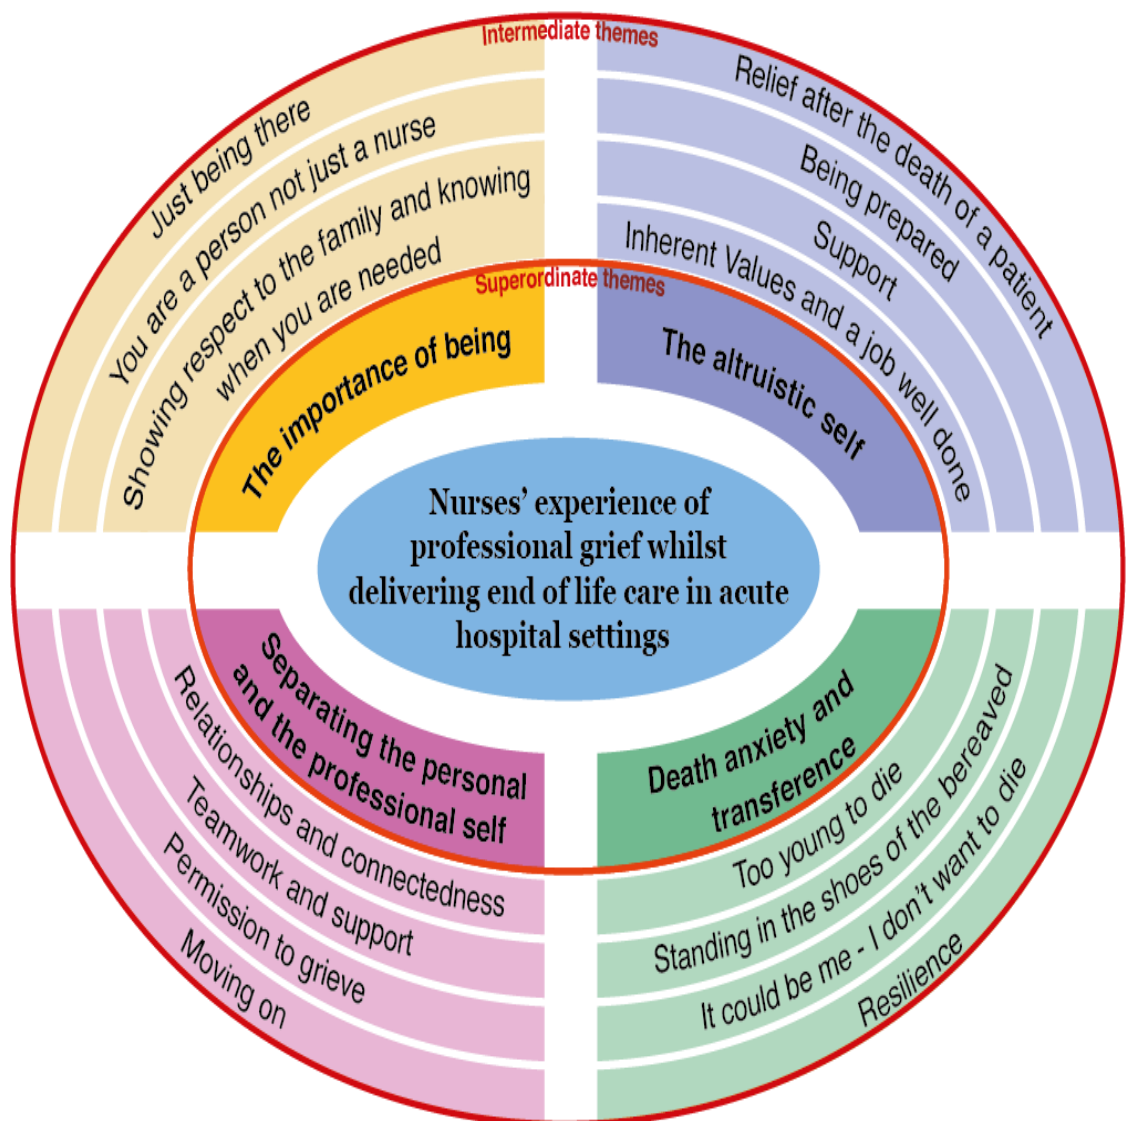 Intermediate themes
Just being there
You are a person not just a nurse
Showing respect to the family and knowing
when you are needed
The importance of being
Relief after the death of a patient
Being prepared
Support
Inherent Values and a job well done
Superordinate themes
The altruistic self
Nurses’ experience of
professional grief whilst
delivering end of life care in acute
hospital settings
Separating the personal
and the professional self
Relationships and connectedness
Teamwork and support
Permission to grieve
Moving on
Death anxiety and
transference
Too young to die
Standing in the shoes of the bereaved
It could be me - I don’t want to die
Resilience